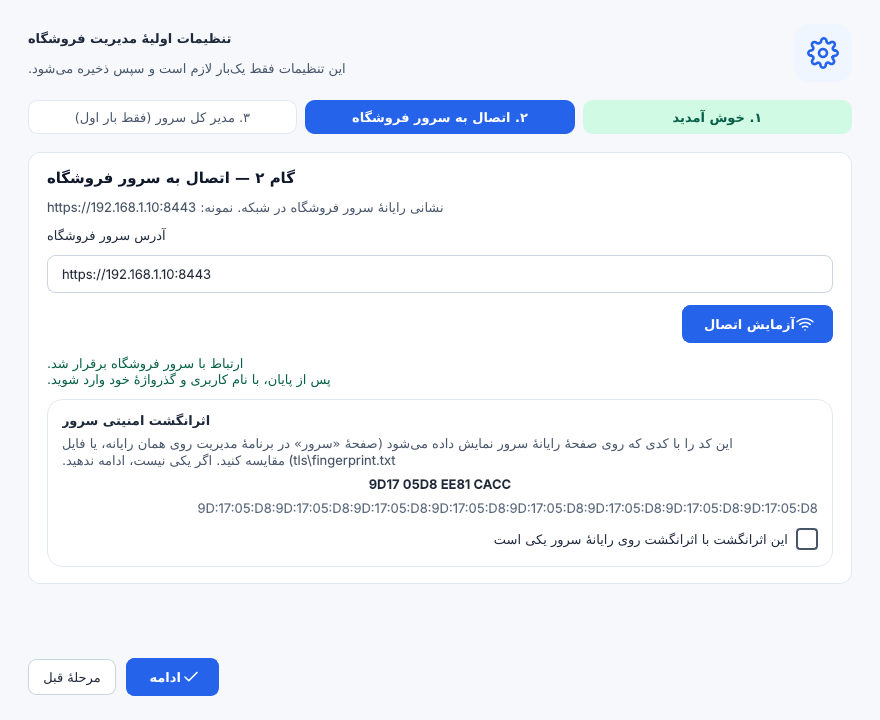 تنظیمات اولیهٔ مدیریت فروشگاه
این تنظیمات فقط یک‌بار لازم است و سپس ذخیره می‌شود.
۱. خوش آمدید
۲. اتصال به سرور فروشگاه
۳. مدیر کل سرور (فقط بار اول)
گام ۲ — اتصال به سرور فروشگاه
نشانی رایانهٔ سرور فروشگاه در شبکه. نمونه: https://192.168.1.10:8443
آدرس سرور فروشگاه
https://192.168.1.10:8443
آزمایش اتصال
ارتباط با سرور فروشگاه برقرار شد.
پس از پایان، با نام کاربری و گذرواژهٔ خود وارد شوید.
اثرانگشت امنیتی سرور
این کد را با کدی که روی صفحهٔ رایانهٔ سرور نمایش داده می‌شود (صفحهٔ «سرور» در برنامهٔ مدیریت روی همان رایانه، یا فایل
tls\fingerprint.txt) مقایسه کنید. اگر یکی نیست، ادامه ندهید.
9D17 05D8 EE81 CACC
9D:17:05:D8:9D:17:05:D8:9D:17:05:D8:9D:17:05:D8:9D:17:05:D8:9D:17:05:D8:9D:17:05:D8:9D:17:05:D8
این اثرانگشت با اثرانگشت روی رایانهٔ سرور یکی است
ادامه
مرحلهٔ قبل